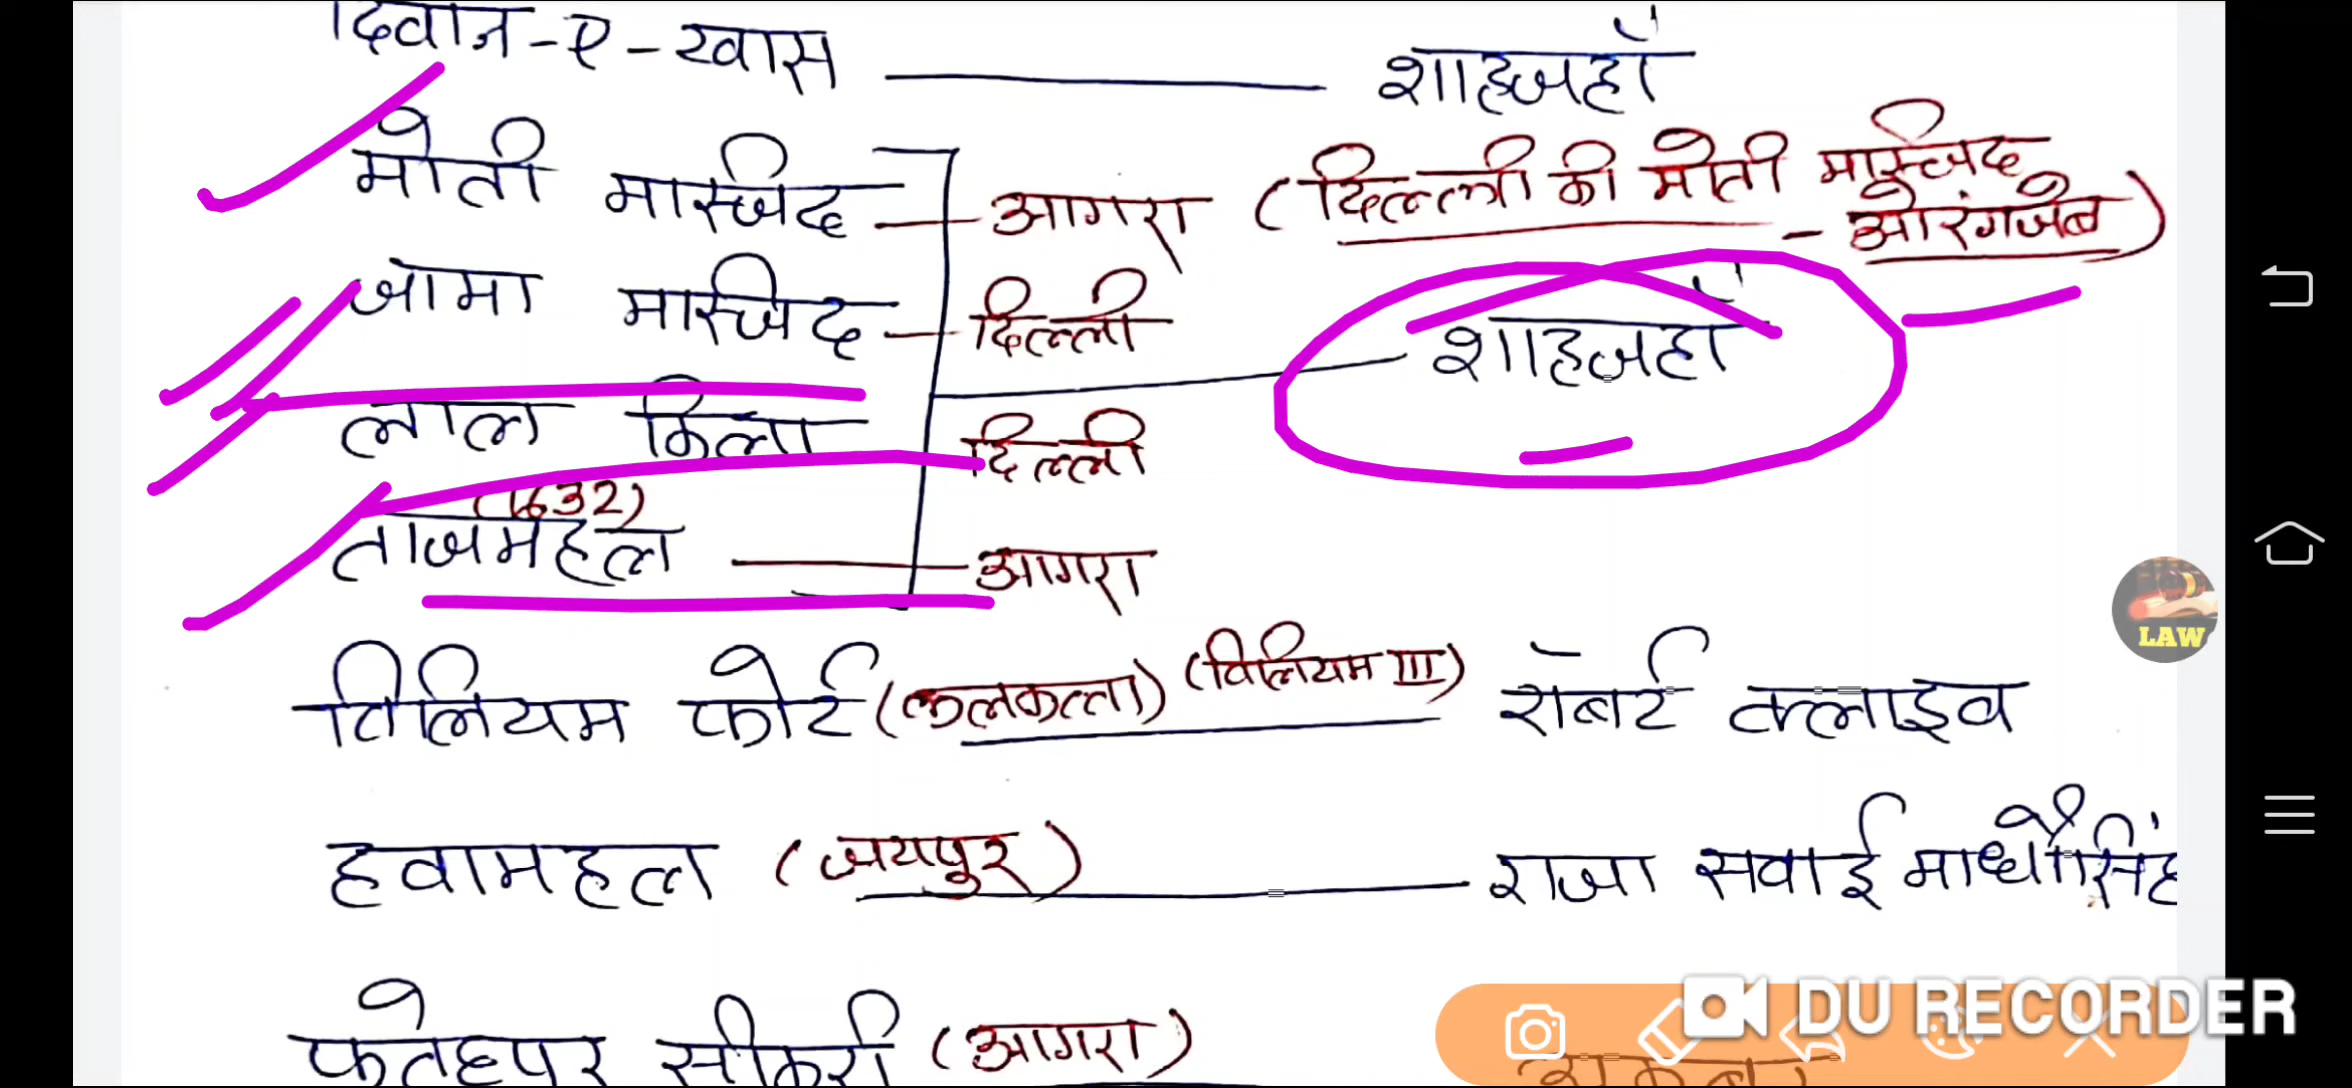 दिवान-ए-खास — शाहजहाँ
मोती मस्जिद — आगरा (दिल्ली की मोती मस्जिद - औरंगजेब)
जामा मस्जिद — दिल्ली
— शाहजहाँ
लाल किला दिल्ली
(1632)
ताजमहल — आगरा
विलियम फोर्ट (कलकत्ता) (विलियम III) रॉबर्ट क्लाइव
हवामहल (जयपुर) — राजा सवाई माधौसिंह
फतेहपुर सीकरी (आगरा)
LAW
DU RECORDER